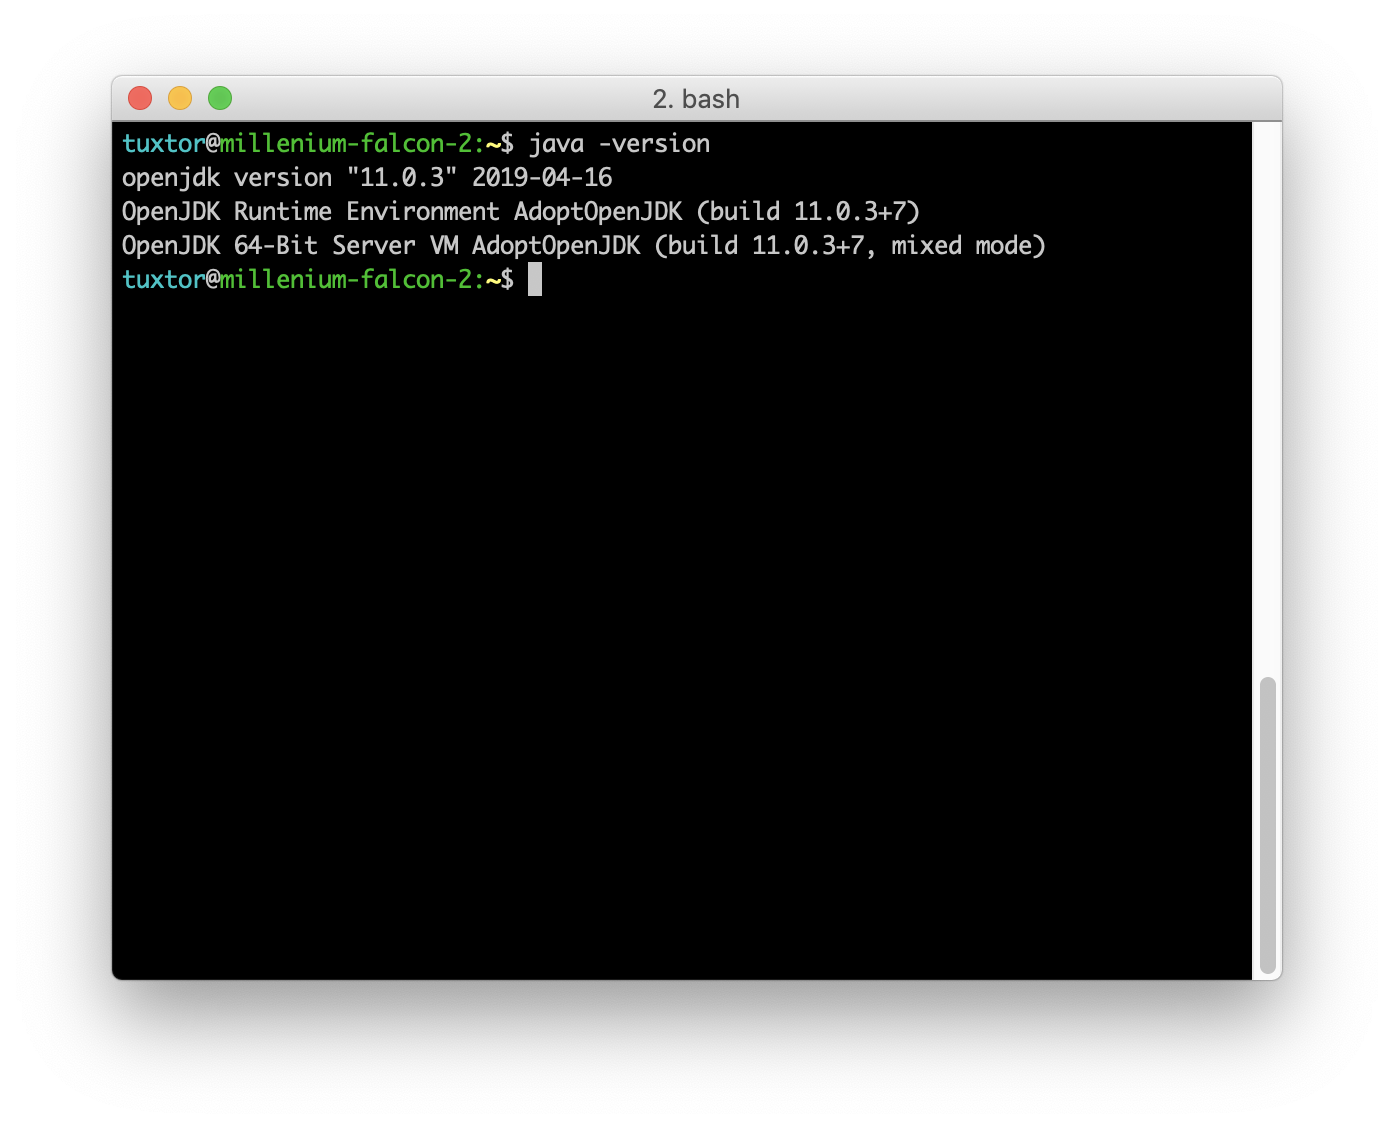 2. bash
tuxtor@millenium-falcon-2:~$ java -version
openjdk version "11.0.3" 2019-04-16
OpenJDK Runtime Environment AdoptOpenJDK (build 11.0.3+7)
OpenJDK 64-Bit Server VM AdoptOpenJDK (build 11.0.3+7, mixed mode)
tuxtor@millenium-falcon-2:~$